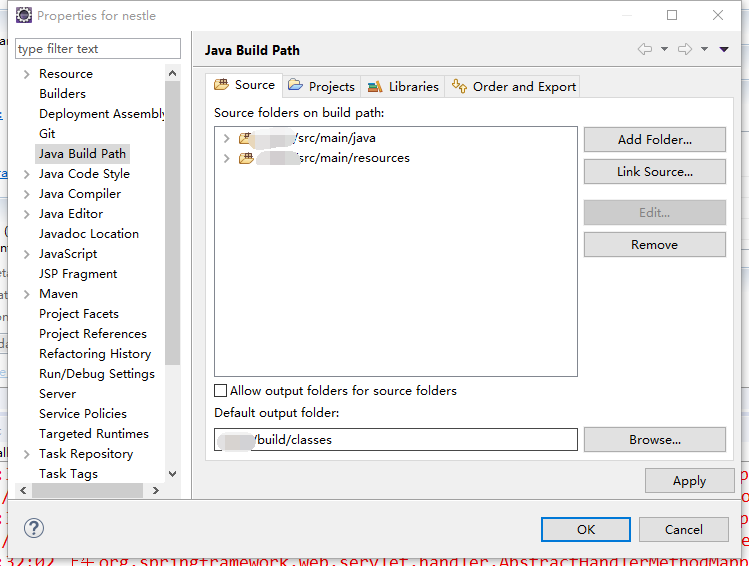 Properties for nestle
type filter text
Resource
Builders
Deployment Assembly
Git
Java Build Path
Java Code Style
Java Compiler
Java Editor
Javadoc Location
JavaScript
JSP Fragment
Maven
Project Facets
Project References
Refactoring History
Run/Debug Settings
Server
Service Policies
Targeted Runtimes
Task Repository
Task Tags
Java Build Path
Source
Projects
Libraries
Order and Export
Source folders on build path:
/src/main/java
/src/main/resources
Add Folder...
Link Source...
Edit...
Remove
Allow output folders for source folders
Default output folder:
/build/classes
Browse...
Apply
OK
Cancel
:32:02 org.springframework.web.servlet.handler.AbstractHandlerMethodMapp